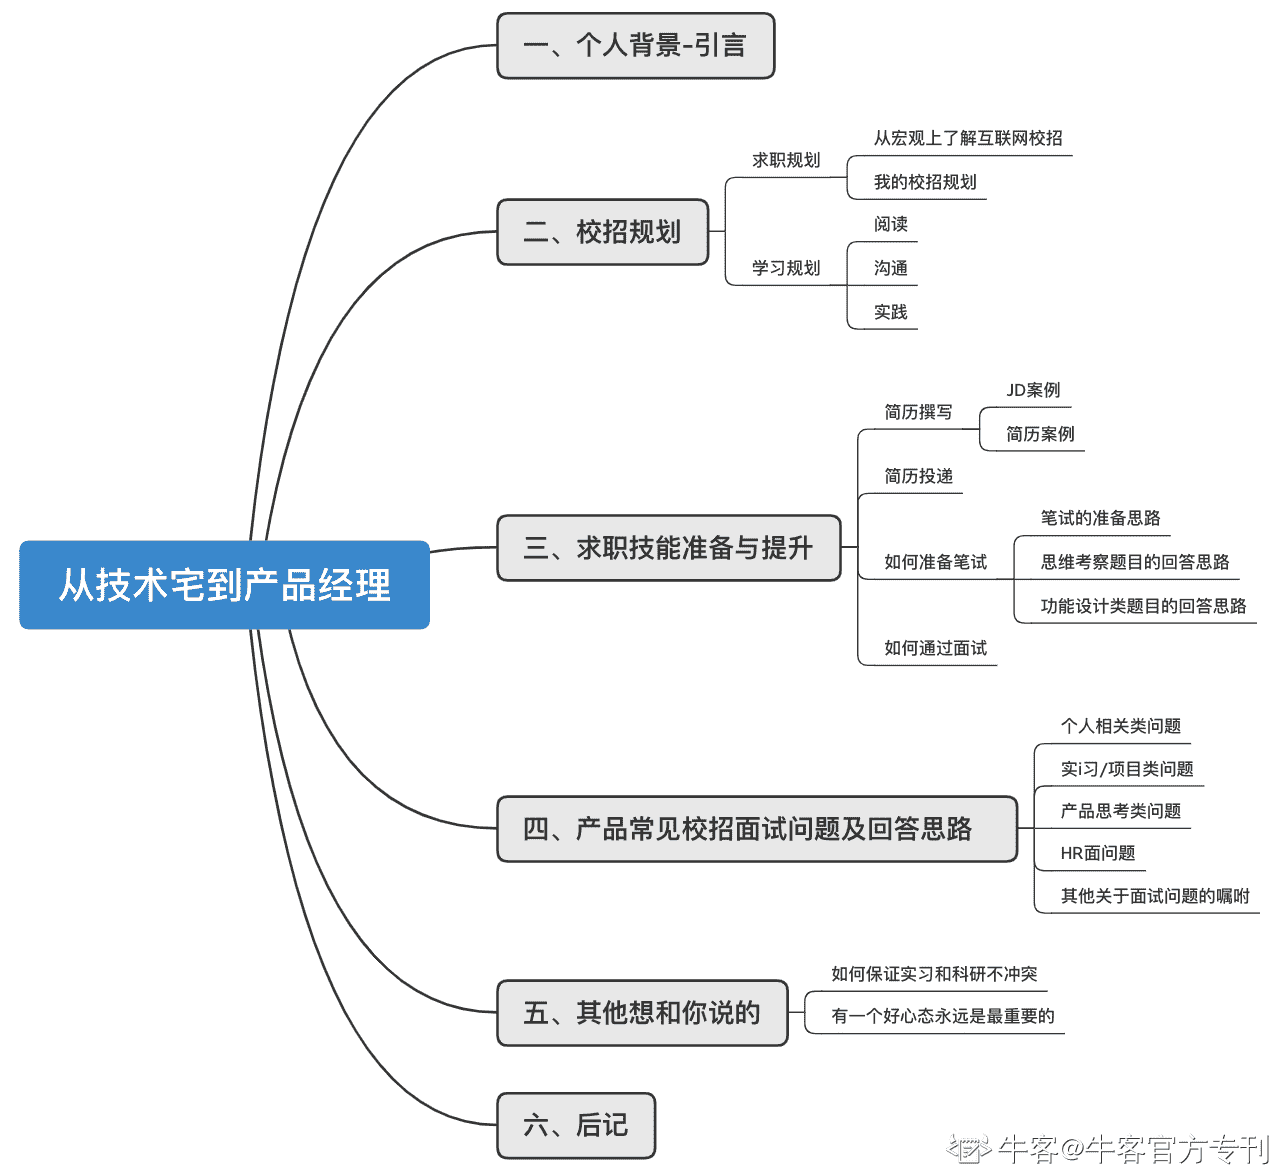 从技术宅到产品经理
一、个人背景-引言
二、校招规划
求职规划
从宏观上了解互联网校招
我的校招规划
学习规划
阅读
沟通
实践
三、求职技能准备与提升
简历撰写
JD案例
简历案例
简历投递
如何准备笔试
笔试的准备思路
思维考察题目的回答思路
功能设计类题目的回答思路
如何通过面试
四、产品常见校招面试问题及回答思路
个人相关类问题
实i习/项目类问题
产品思考类问题
HR面问题
其他关于面试问题的嘱咐
五、其他想和你说的
如何保证实习和科研不冲突
有一个好心态永远是最重要的
六、后记
牛客@牛客官方专刊